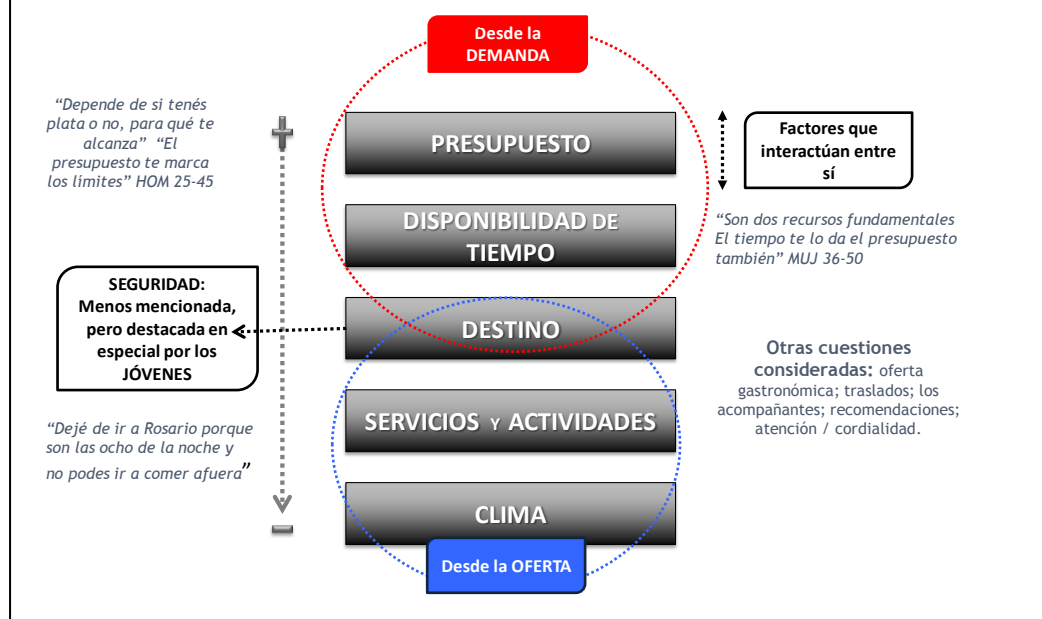 Desde la
DEMANDA
“Depende de si tenés
plata o no, para qué te
alcanza” “El
presupuesto te marca
los límites” HOM 25-45
PRESUPUESTO
Factores que
interactúan entre
sí
DISPONIBILIDAD DE
TIEMPO
“Son dos recursos fundamentales
El tiempo te lo da el presupuesto
también” MUJ 36-50
SEGURIDAD:
Menos mencionada,
pero destacada en
especial por los
JÓVENES
DESTINO
Otras cuestiones
consideradas: oferta
gastronómica; traslados; los
acompañantes; recomendaciones;
atención / cordialidad.
SERVICIOS Y ACTIVIDADES
“Dejé de ir a Rosario porque
son las ocho de la noche y
no podes ir a comer afuera”
CLIMA
Desde la OFERTA